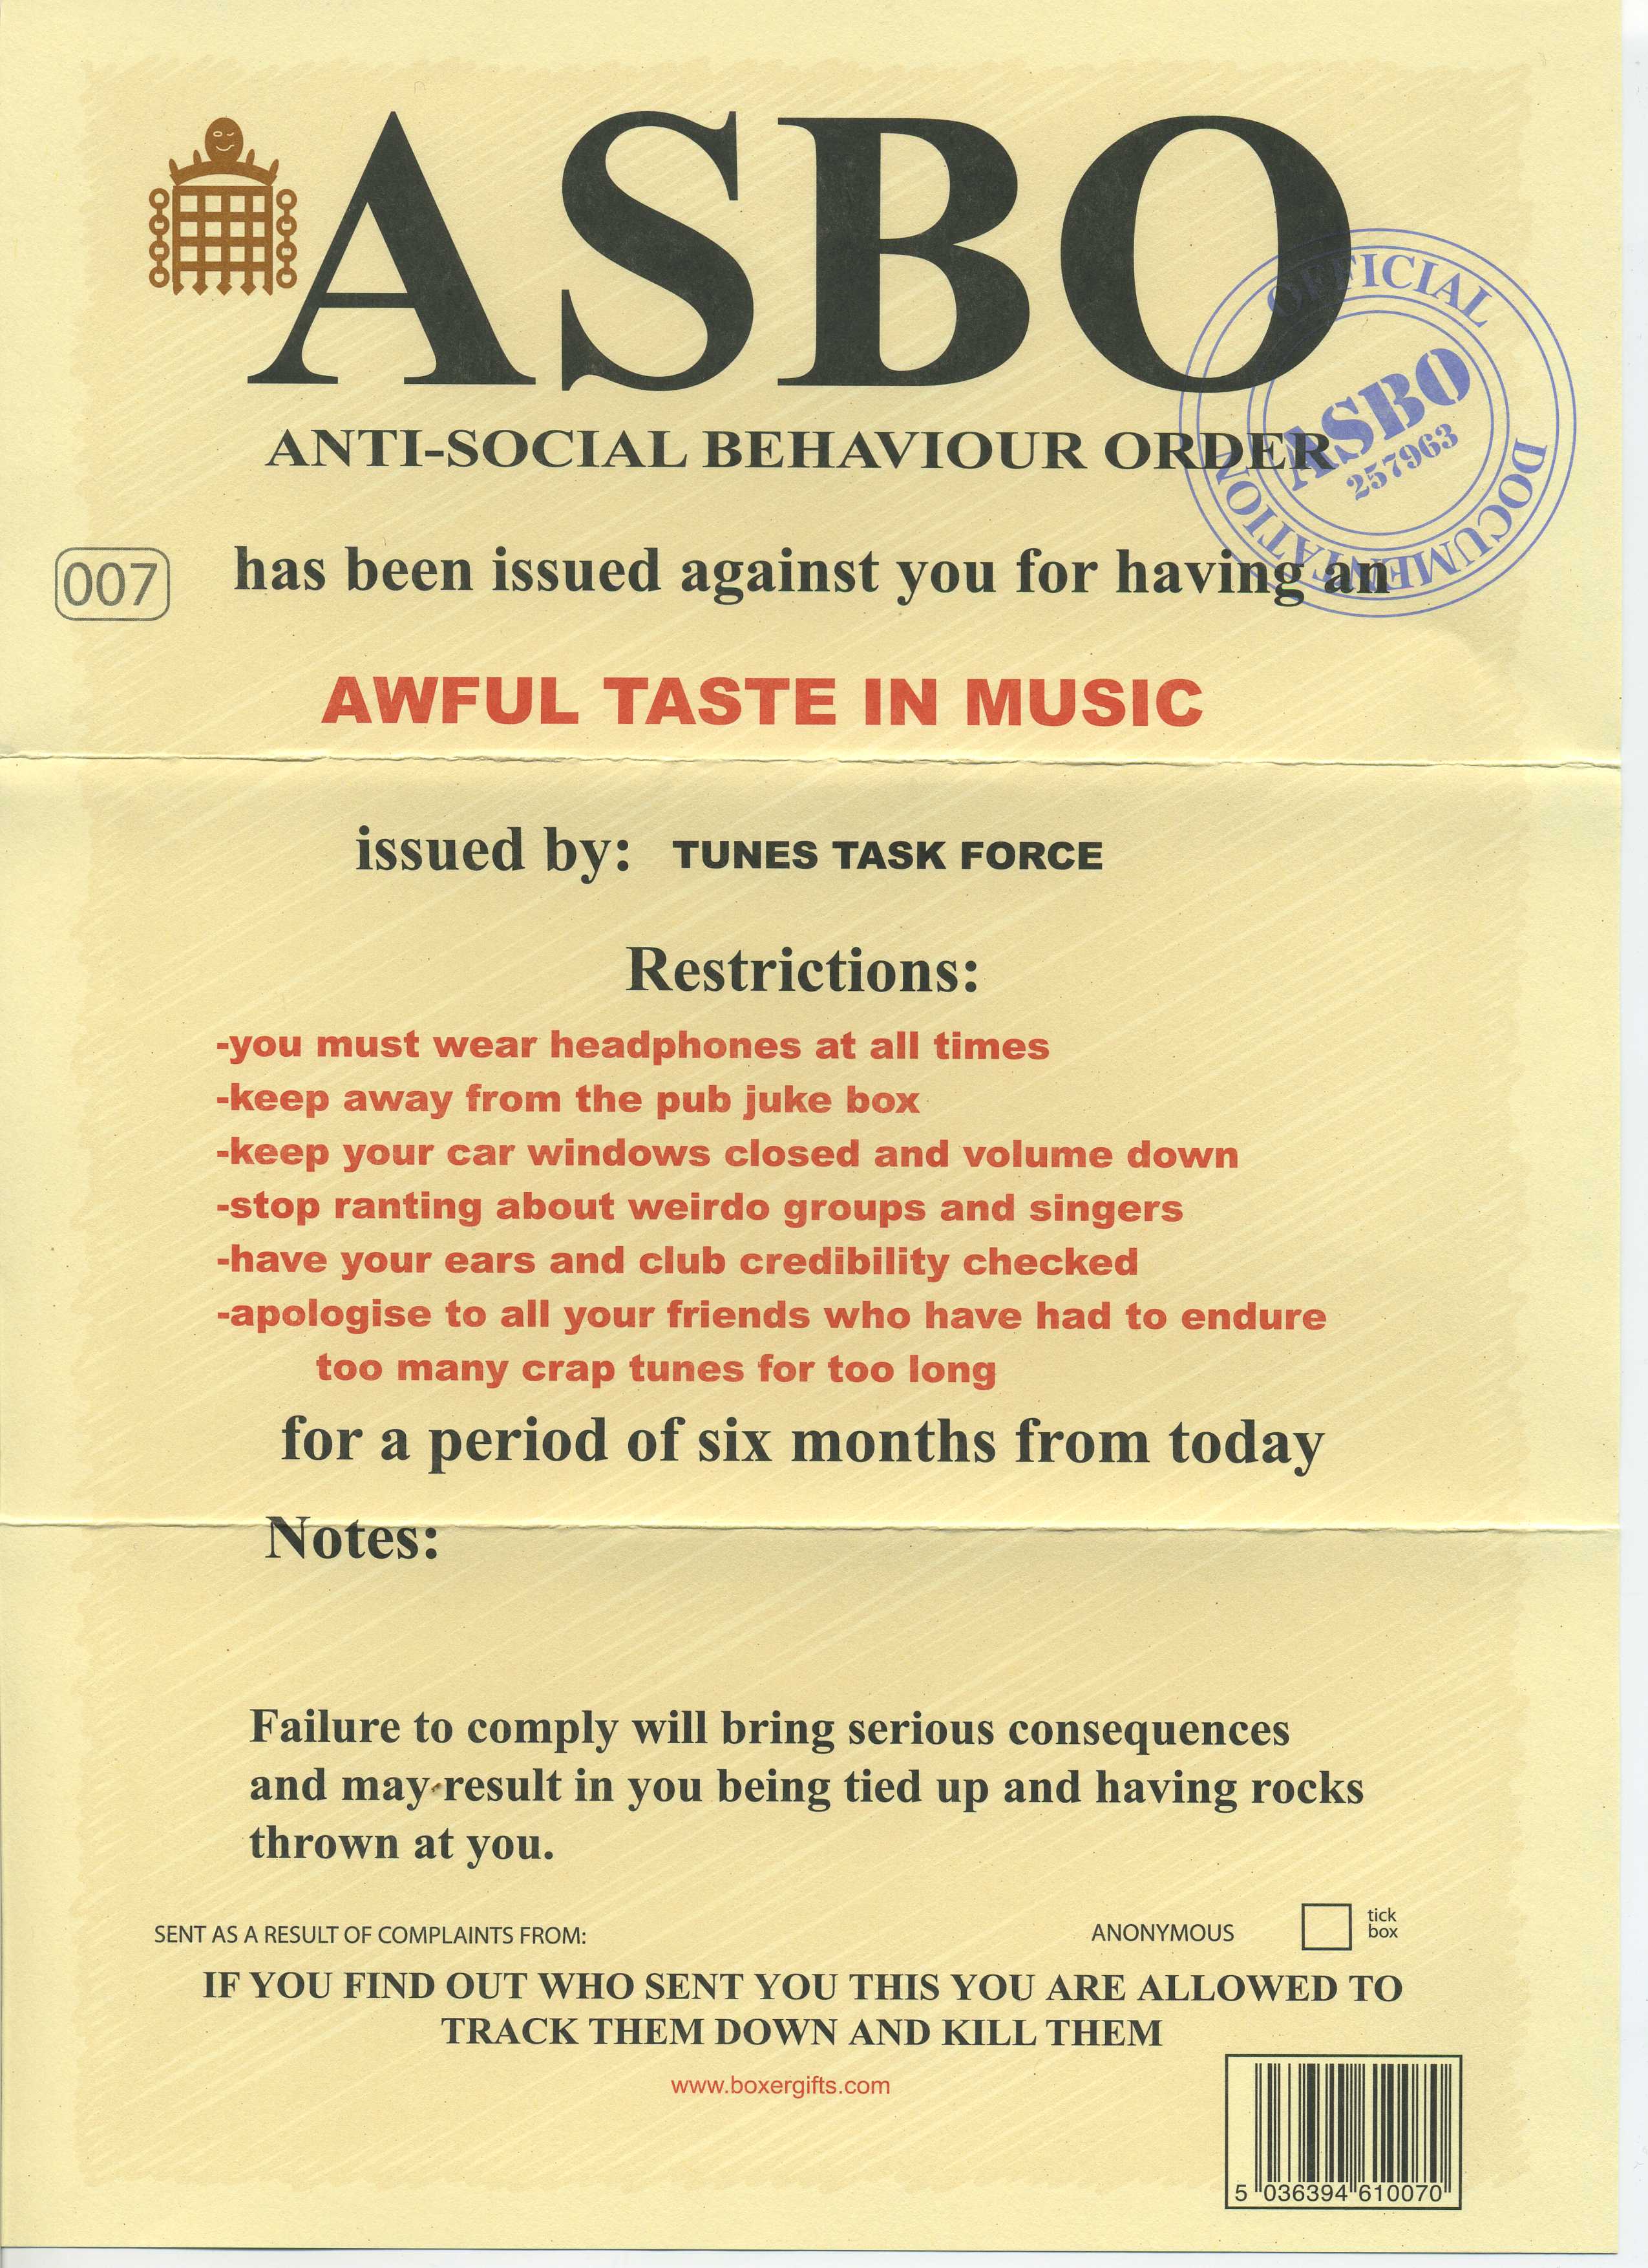 ASBO
OFFICIAL
ASBO
257963
DOCUMENTATION
ANTI-SOCIAL BEHAVIOUR ORDER
007
has been issued against you for having an
AWFUL TASTE IN MUSIC
issued by: TUNES TASK FORCE
Restrictions:
-you must wear headphones at all times
-keep away from the pub juke box
-keep your car windows closed and volume down
-stop ranting about weirdo groups and singers
-have your ears and club credibility checked
-apologise to all your friends who have had to endure
too many crap tunes for too long
for a period of six months from today
Notes:
Failure to comply will bring serious consequences
and may result in you being tied up and having rocks
thrown at you.
SENT AS A RESULT OF COMPLAINTS FROM: ANONYMOUS
tick
box
IF YOU FIND OUT WHO SENT YOU THIS YOU ARE ALLOWED TO
TRACK THEM DOWN AND KILL THEM
www.boxergifts.com
5 036394 610070